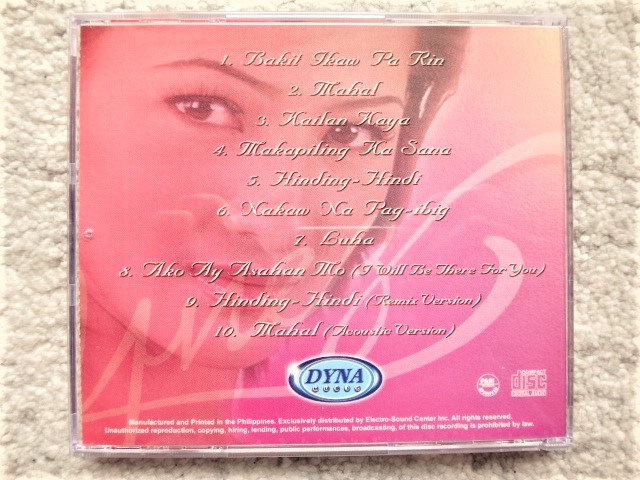 1. Bakit Ikaw Pa Rin
2. Mahal
3. Kailan Kaya
4. Makapiling Ka Sana
5. Hinding-Hindi
6. Nakaw Na Pag-ibig
7. Luha
8. Ako Ay Asahan Mo (I Will Be There For You)
9. Hinding-Hindi (Remix Version)
10. Mahal (Acoustic Version)
DYNA
MUSIC
COMPACT
disc
Manufactured and Printed in the Philippines. Exclusively distributed by Electro-Sound Center Inc. All rights reserved.
Unauthorized reproduction, copying, hiring, lending, public performances, broadcasting, of this disc recording is prohibited by law.